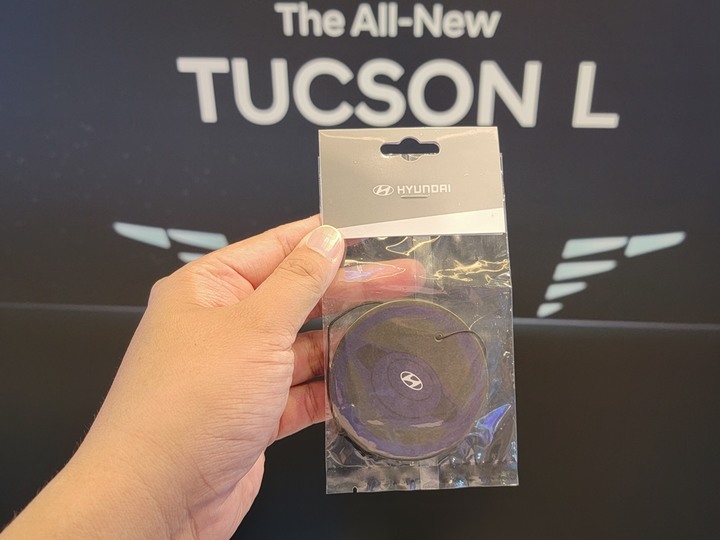 The All-New
TUCSON L
HYUNDAI